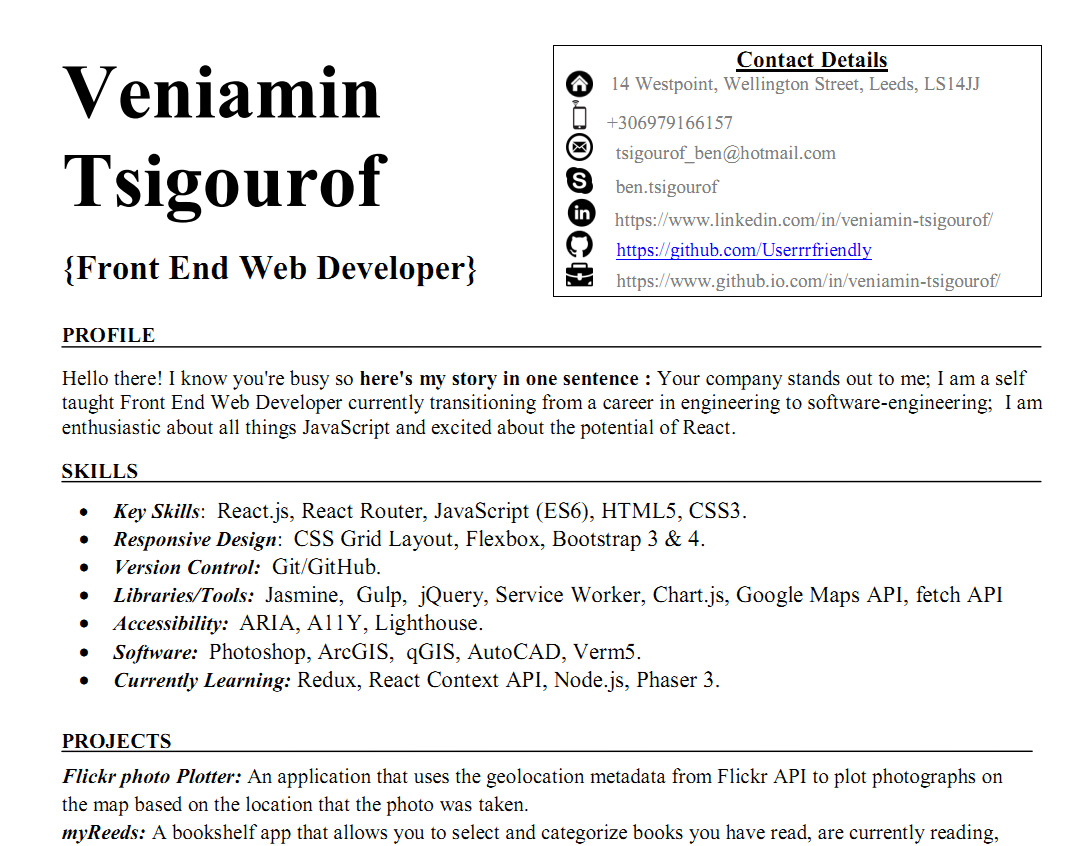 Veniamin
Tsigourof
{Front End Web Developer}
Contact Details
14 Westpoint, Wellington Street, Leeds, LS14JJ
+306979166157
tsigourof_ben@hotmail.com
ben.tsigourof
https://www.linkedin.com/in/veniamin-tsigourof/
https://github.com/Userrrfriendly
https://www.github.io.com/in/veniamin-tsigourof/
PROFILE
Hello there! I know you're busy so here's my story in one sentence : Your company stands out to me; I am a self
taught Front End Web Developer currently transitioning from a career in engineering to software-engineering;  I am
enthusiastic about all things JavaScript and excited about the potential of React.
SKILLS
• Key Skills:  React.js, React Router, JavaScript (ES6), HTML5, CSS3.
• Responsive Design:  CSS Grid Layout, Flexbox, Bootstrap 3 & 4.
• Version Control:  Git/GitHub.
• Libraries/Tools:  Jasmine,  Gulp,  jQuery, Service Worker, Chart.js, Google Maps API, fetch API
• Accessibility:  ARIA, A11Y, Lighthouse.
• Software:  Photoshop, ArcGIS,  qGIS, AutoCAD, Verm5.
• Currently Learning: Redux, React Context API, Node.js, Phaser 3.
PROJECTS
Flickr photo Plotter: An application that uses the geolocation metadata from Flickr API to plot photographs on
the map based on the location that the photo was taken.
myReeds: A bookshelf app that allows you to select and categorize books you have read, are currently reading,